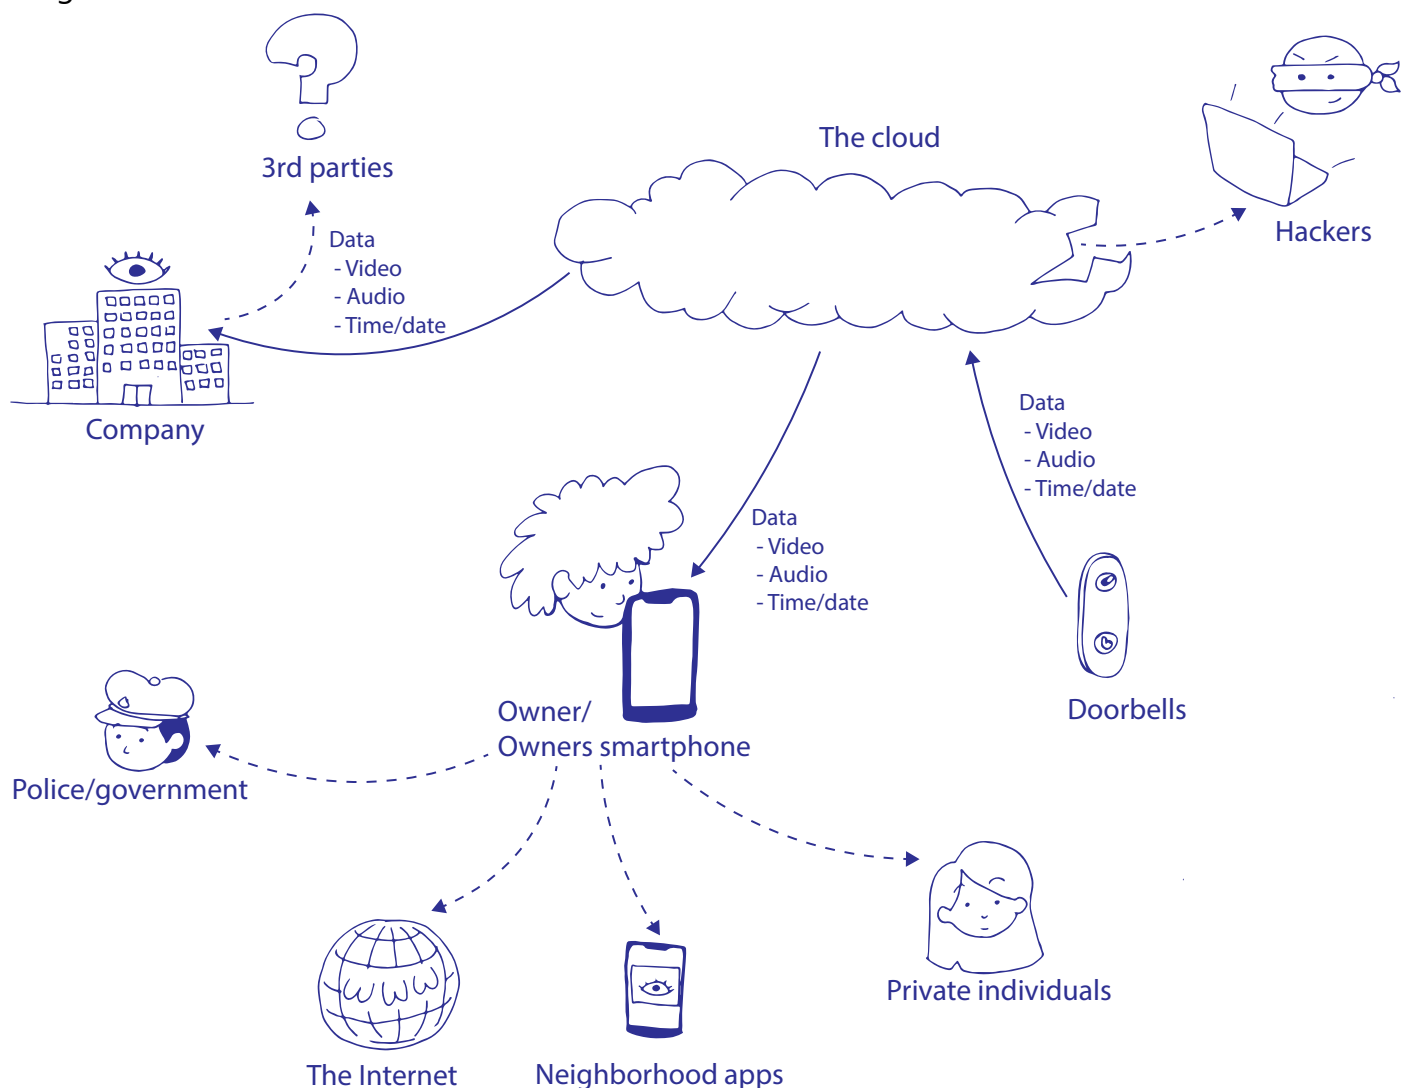 3rd parties
The cloud
Hackers
Data
- Video
- Audio
- Time/date
Company
Data
- Video
- Audio
- Time/date
Data
- Video
- Audio
- Time/date
Doorbells
Owner/
Owners smartphone
Police/government
Private individuals
The Internet
Neighborhood apps